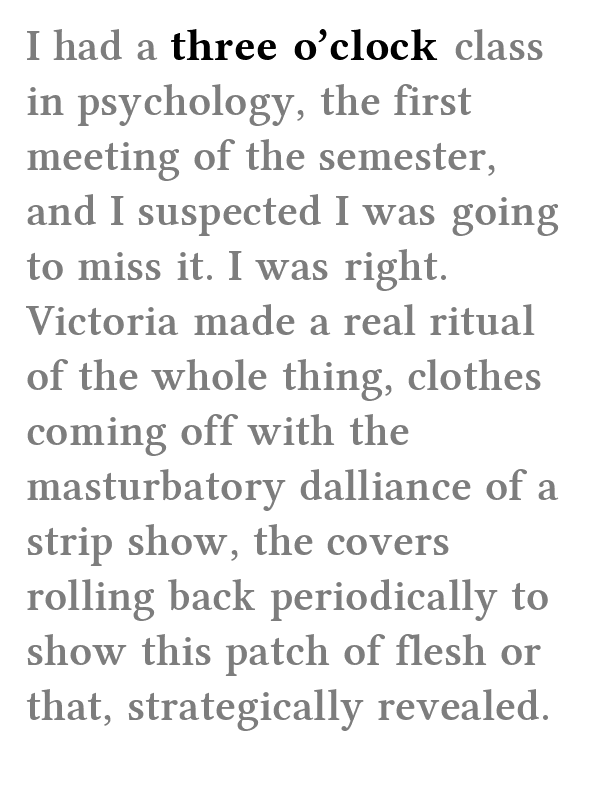 I had a three o’clock class
in psychology, the first
meeting of the semester,
and I suspected I was going
to miss it. I was right.
Victoria made a real ritual
of the whole thing, clothes
coming off with the
masturbatory dalliance of a
strip show, the covers
rolling back periodically to
show this patch of flesh or
that, strategically revealed.